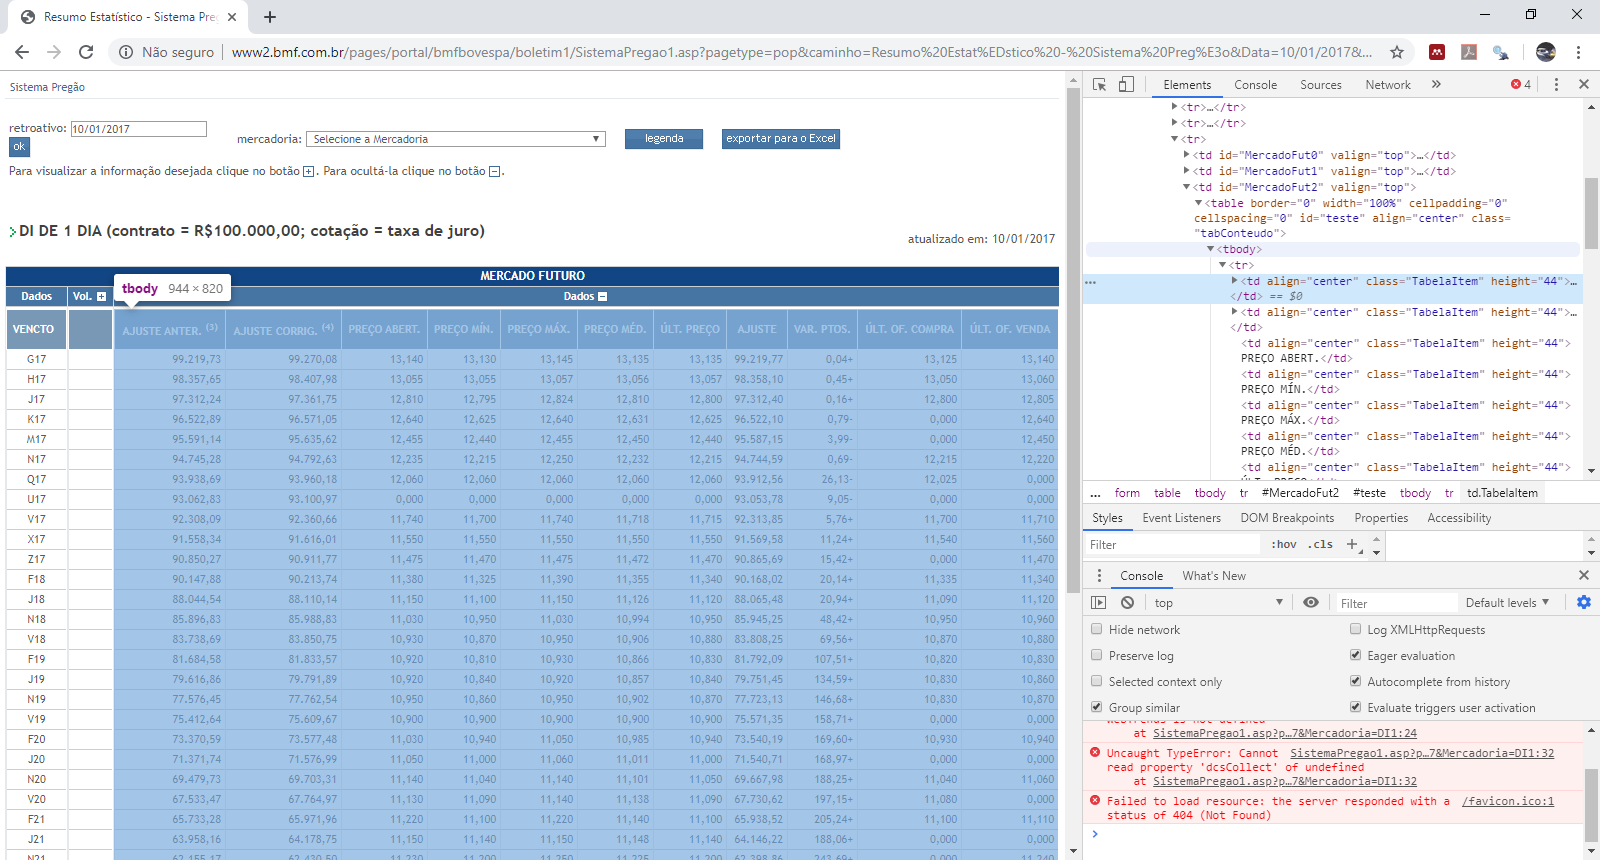 Resumo Estatístico - Sistema Pre
Não seguro | www2.bmf.com.br/pages/portal/bmfbovespa/boletim1/SistemaPregao1.asp?pagetype=pop&caminho=Resumo%20Estat%EDstico%20-%20Sistema%20Preg%E3o&Data=10/01/2017&...
Sistema Pregão
retroativo: 10/01/2017
ok
mercadoria: Selecione a Mercadoria
legenda
exportar para o Excel
Para visualizar a informação desejada clique no botão + . Para ocultá-la clique no botão − .
DI DE 1 DIA (contrato = R$100.000,00; cotação = taxa de juro)
atualizado em: 10/01/2017
MERCADO FUTURO
Dados Vol. + Dados −
tbody 944 × 820
VENCTO AJUSTE ANTER. (3) AJUSTE CORRIG. (4) PREÇO ABERT. PREÇO MÍN. PREÇO MÁX. PREÇO MÉD. ÚLT. PREÇO AJUSTE VAR. PTOS. ÚLT. OF. COMPRA ÚLT. OF. VENDA
G17 99.219,73 99.270,08 13,140 13,130 13,145 13,135 13,135 99.219,77 0,04+ 13,125 13,140
H17 98.357,65 98.407,98 13,055 13,055 13,057 13,056 13,057 98.358,10 0,45+ 13,050 13,060
J17 97.312,24 97.361,75 12,810 12,795 12,824 12,810 12,800 97.312,40 0,16+ 12,800 12,805
K17 96.522,89 96.571,05 12,640 12,625 12,640 12,631 12,625 96.522,10 0,79- 0,000 12,640
M17 95.591,14 95.635,62 12,455 12,440 12,455 12,450 12,440 95.587,15 3,99- 0,000 12,450
N17 94.745,28 94.792,63 12,235 12,215 12,250 12,232 12,215 94.744,59 0,69- 12,215 12,220
Q17 93.938,69 93.960,18 12,060 12,060 12,060 12,060 12,060 93.912,56 26,13- 12,025 0,000
U17 93.062,83 93.100,97 0,000 0,000 0,000 0,000 0,000 93.053,78 9,05- 0,000 0,000
V17 92.308,09 92.360,66 11,740 11,700 11,740 11,718 11,715 92.313,85 5,76+ 11,700 11,710
X17 91.558,34 91.616,01 11,550 11,550 11,550 11,550 11,550 91.569,58 11,24+ 11,540 11,560
Z17 90.850,27 90.911,77 11,475 11,470 11,475 11,472 11,470 90.865,69 15,42+ 0,000 11,470
F18 90.147,88 90.213,74 11,380 11,325 11,390 11,355 11,340 90.168,02 20,14+ 11,335 11,340
J18 88.044,54 88.110,14 11,150 11,100 11,150 11,126 11,120 88.065,48 20,94+ 11,090 11,120
N18 85.896,83 85.988,83 11,030 10,950 11,030 10,994 10,950 85.945,25 48,42+ 10,950 10,960
V18 83.738,69 83.850,75 10,930 10,870 10,950 10,906 10,880 83.808,25 69,56+ 10,870 10,880
F19 81.684,58 81.833,57 10,920 10,810 10,930 10,866 10,830 81.792,09 107,51+ 10,820 10,830
J19 79.616,86 79.791,89 10,920 10,840 10,920 10,857 10,840 79.751,45 134,59+ 10,830 10,860
N19 77.576,45 77.762,54 10,950 10,860 10,950 10,902 10,870 77.723,13 146,68+ 10,830 10,870
V19 75.412,64 75.609,67 10,900 10,900 10,900 10,900 10,900 75.571,35 158,71+ 0,000 0,000
F20 73.370,59 73.577,48 11,030 10,940 11,050 10,985 10,940 73.540,19 169,60+ 10,930 10,940
J20 71.371,74 71.576,99 11,050 11,000 11,060 11,011 11,000 71.540,71 168,97+ 0,000 0,000
N20 69.479,73 69.703,31 11,140 11,040 11,140 11,101 11,050 69.667,98 188,25+ 11,040 11,060
V20 67.533,47 67.764,97 11,130 11,090 11,140 11,138 11,090 67.730,62 197,15+ 11,080 0,000
F21 65.733,28 65.971,96 11,220 11,100 11,220 11,140 11,100 65.938,52 205,24+ 11,100 11,110
J21 63.958,16 64.178,75 11,150 11,140 11,150 11,148 11,140 64.146,22 188,06+ 0,000 0,000
Elements Console Sources Network » 4
<tr>…</tr>
<tr>…</tr>
<tr>
<td id="MercadoFut0" valign="top">…</td>
<td id="MercadoFut1" valign="top">…</td>
<td id="MercadoFut2" valign="top">
<table border="0" width="100%" cellpadding="0"
cellspacing="0" id="teste" align="center" class=
"tabConteudo">
<tbody>
<tr>
<td align="center" class="TabelaItem" height="44">…
</td> == $0
<td align="center" class="TabelaItem" height="44">…
</td>
<td align="center" class="TabelaItem" height="44">
PREÇO ABERT.</td>
<td align="center" class="TabelaItem" height="44">
PREÇO MÍN.</td>
<td align="center" class="TabelaItem" height="44">
PREÇO MÁX.</td>
<td align="center" class="TabelaItem" height="44">
PREÇO MÉD.</td>
<td align="center" class="TabelaItem" height="44">
... form table tbody tr #MercadoFut2 #teste tbody tr td.TabelaItem
Styles Event Listeners DOM Breakpoints Properties Accessibility
Filter :hov .cls +
Console What's New
top Filter Default levels
Hide network Log XMLHttpRequests
Preserve log Eager evaluation
Selected context only Autocomplete from history
Group similar Evaluate triggers user activation
WebTrends is not defined
at SistemaPregao1.asp?p…7&Mercadoria=DI1:24
Uncaught TypeError: Cannot SistemaPregao1.asp?p…7&Mercadoria=DI1:32
read property 'dcsCollect' of undefined
at SistemaPregao1.asp?p…7&Mercadoria=DI1:32
Failed to load resource: the server responded with a /favicon.ico:1
status of 404 (Not Found)